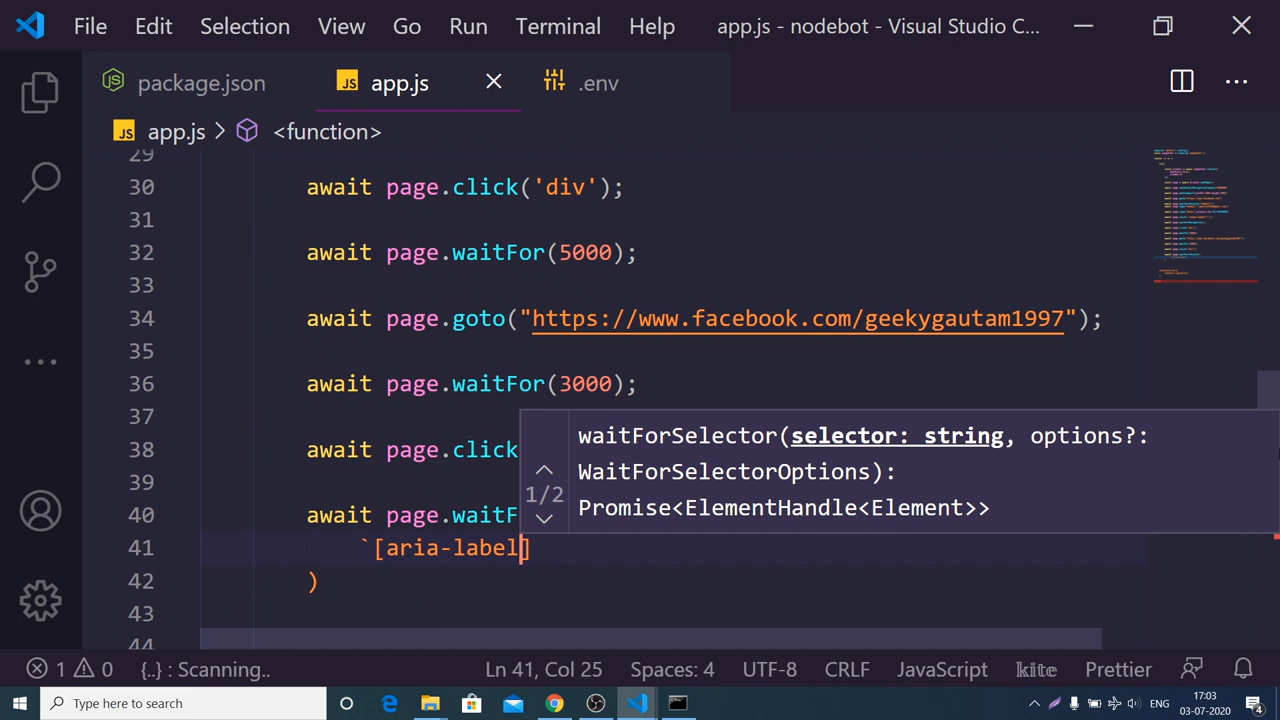 File Edit Selection View Go Run Terminal Help app.js - nodebot - Visual Studio C...
package.json app.js .env
app.js > <function>
29
30 await page.click('div');
31
32 await page.waitFor(5000);
33
34 await page.goto("https://www.facebook.com/geekygautam1997");
35
36 await page.waitFor(3000);
37
38 await page.click
39
40 await page.waitF
41 `[aria-label]
42 )
43
44
waitForSelector(selector: string, options?:
WaitForSelectorOptions):
1/2
Promise<ElementHandle<Element>>
1 0 {..} : Scanning.. Ln 41, Col 25 Spaces: 4 UTF-8 CRLF JavaScript kite Prettier
Type here to search
ENG
17:03
03-07-2020
4